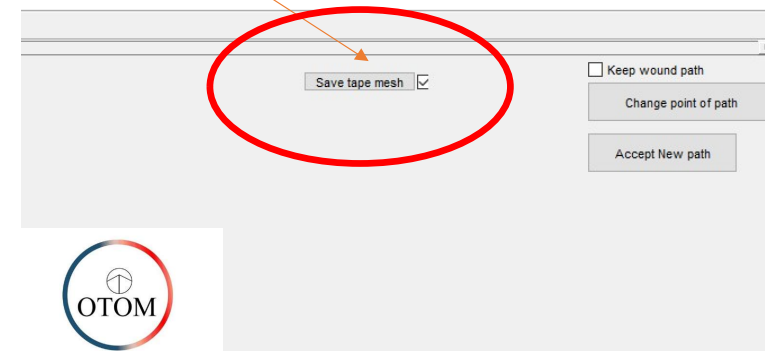 Keep wound path
Save tape mesh
Change point of path
Accept New path
OTOM